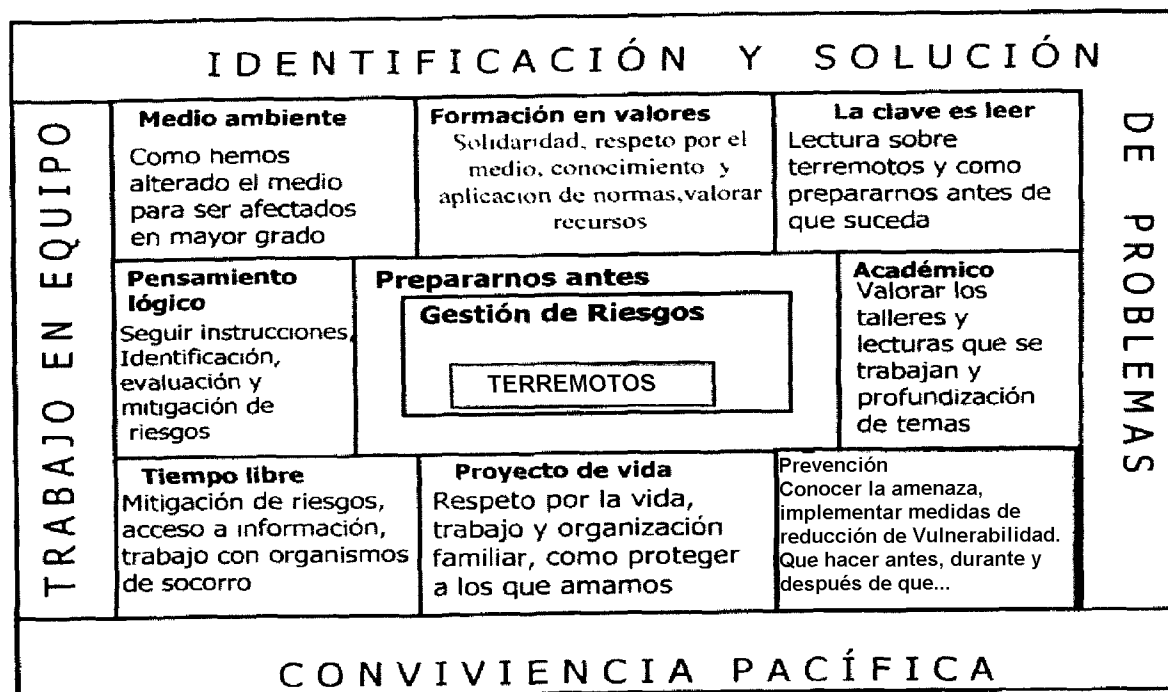 IDENTIFICACIÓN Y SOLUCIÓN
DE PROBLEMAS
TRABAJO EN EQUIPO
Medio ambiente
Como hemos
alterado el medio
para ser afectados
en mayor grado
Formación en valores
Solidaridad, respeto por el
medio, conocimiento y
aplicacion de normas,valorar
recursos
La clave es leer
Lectura sobre
terremotos y como
prepararnos antes de
que suceda
Pensamiento
lógico
Seguir instrucciones,
Identificación,
evaluación y
mitigación de
riesgos
Prepararnos antes
Gestión de Riesgos
TERREMOTOS
Académico
Valorar los
talleres y
lecturas que se
trabajan y
profundización
de temas
Tiempo libre
Mitigación de riesgos,
acceso a información,
trabajo con organismos
de socorro
Proyecto de vida
Respeto por la vida,
trabajo y organización
familiar, como proteger
a los que amamos
Prevención
Conocer la amenaza,
implementar medidas de
reducción de Vulnerabilidad.
Que hacer antes, durante y
después de que...
CONVIVIENCIA PACÍFICA